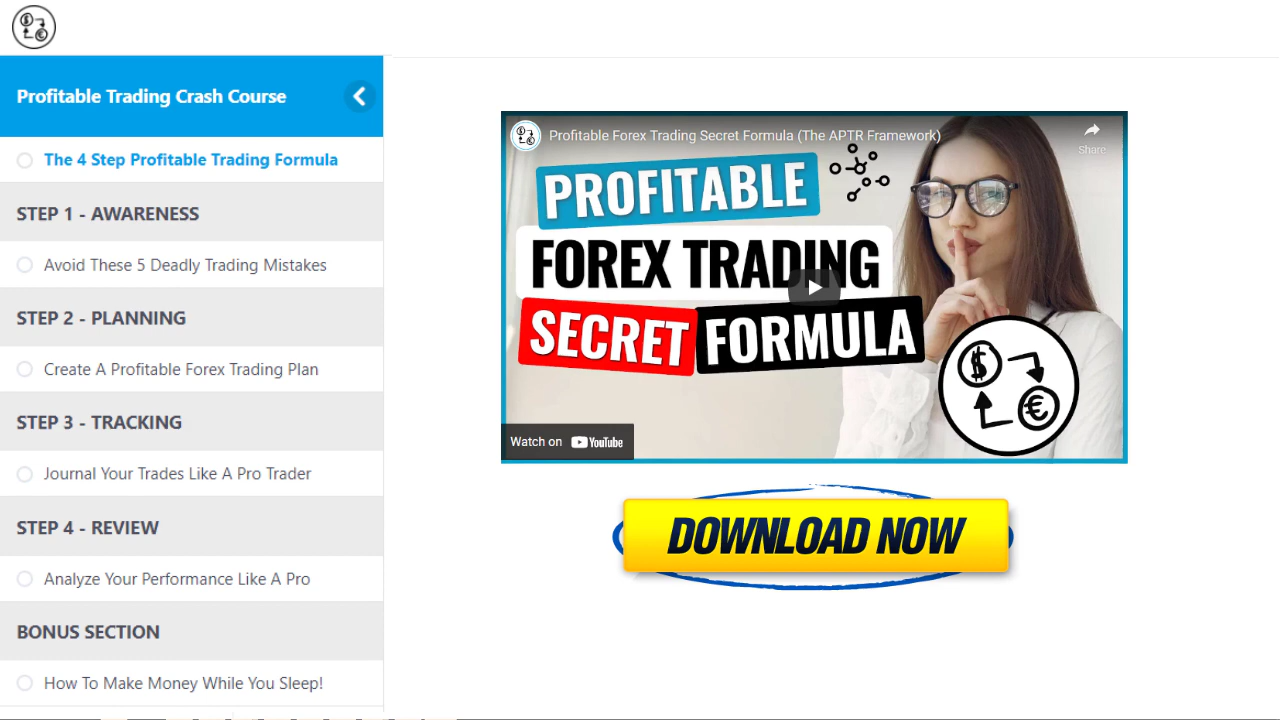 Profitable Trading Crash Course
The 4 Step Profitable Trading Formula
STEP 1 - AWARENESS
Avoid These 5 Deadly Trading Mistakes
STEP 2 - PLANNING
Create A Profitable Forex Trading Plan
STEP 3 - TRACKING
Journal Your Trades Like A Pro Trader
STEP 4 - REVIEW
Analyze Your Performance Like A Pro
BONUS SECTION
How To Make Money While You Sleep!
Profitable Forex Trading Secret Formula (The APTR Framework)
Share
PROFITABLE
FOREX TRADING
SECRET FORMULA
$
€
Watch on YouTube
DOWNLOAD NOW